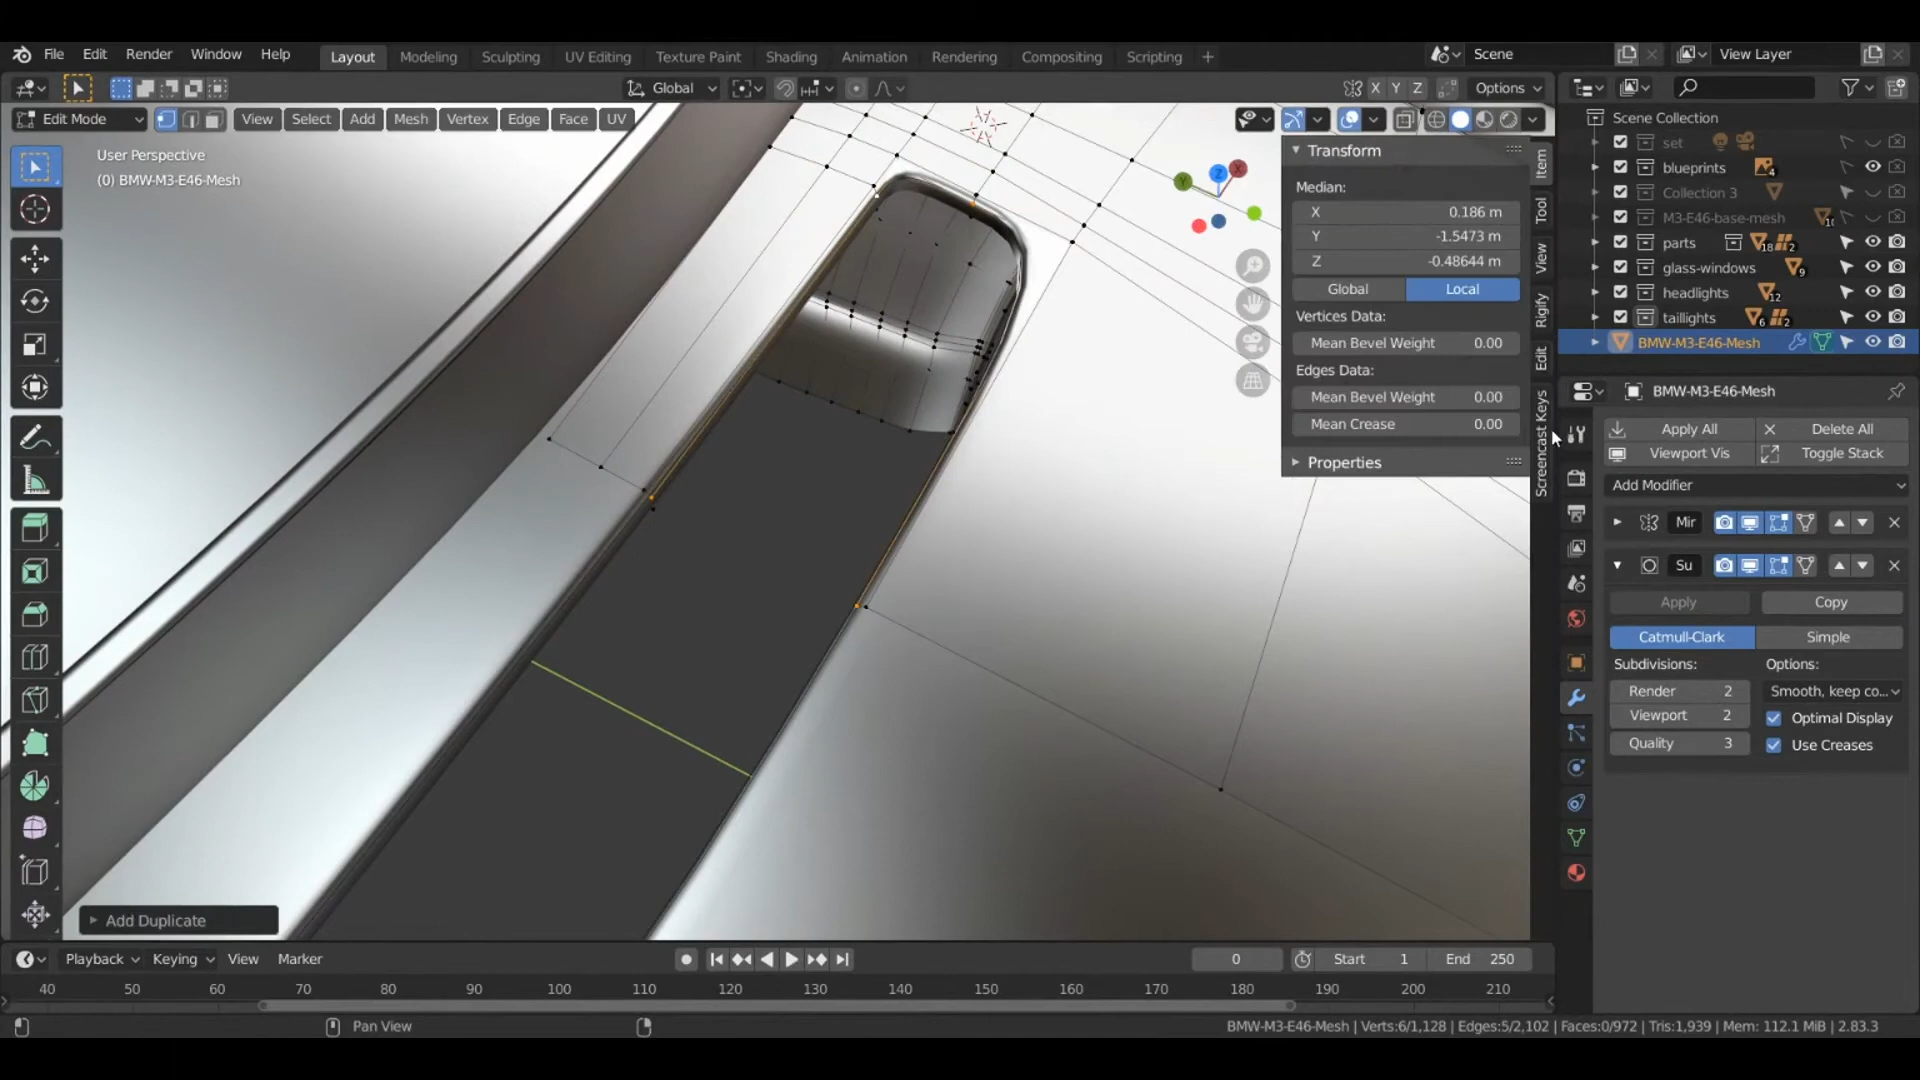 File Edit Render Window Help Layout Modeling Sculpting UV Editing Texture Paint Shading Animation Rendering Compositing Scripting + Scene View Layer
Global X Y Z Options
Edit Mode View Select Add Mesh Vertex Edge Face UV
User Perspective
(0) BMW-M3-E46-Mesh
Transform
Median:
X 0.186 m
Y -1.5473 m
Z -0.48644 m
Global Local
Vertices Data:
Mean Bevel Weight 0.00
Edges Data:
Mean Bevel Weight 0.00
Mean Crease 0.00
Properties
Item
Tool
View
Rigify
Edit
Screencast Keys
Z
X
Y
Scene Collection
set
blueprints 4
Collection 3
M3-E46-base-mesh
parts 18 2
glass-windows 9
headlights 12
taillights 6 2
BMW-M3-E46-Mesh
BMW-M3-E46-Mesh
Apply All Delete All
Viewport Vis Toggle Stack
Add Modifier
Mir
Su
Apply Copy
Catmull-Clark Simple
Subdivisions: Options:
Render 2 Smooth, keep co...
Viewport 2 Optimal Display
Quality 3 Use Creases
Add Duplicate
Playback Keying View Marker 0 Start 1 End 250
40 50 60 70 80 90 100 110 120 130 140 150 160 170 180 190 200 210
Pan View
BMW-M3-E46-Mesh | Verts:6/1,128 | Edges:5/2,102 | Faces:0/972 | Tris:1,939 | Mem: 112.1 MiB | 2.83.3